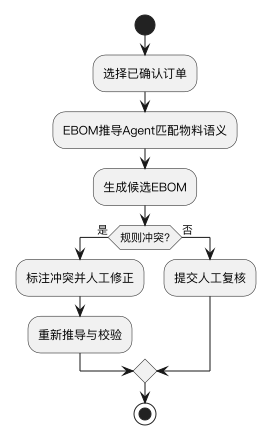 选择已确认订单
EBOM推导Agent匹配物料语义
生成候选EBOM
规则冲突?
是
否
标注冲突并人工修正
提交人工复核
重新推导与校验